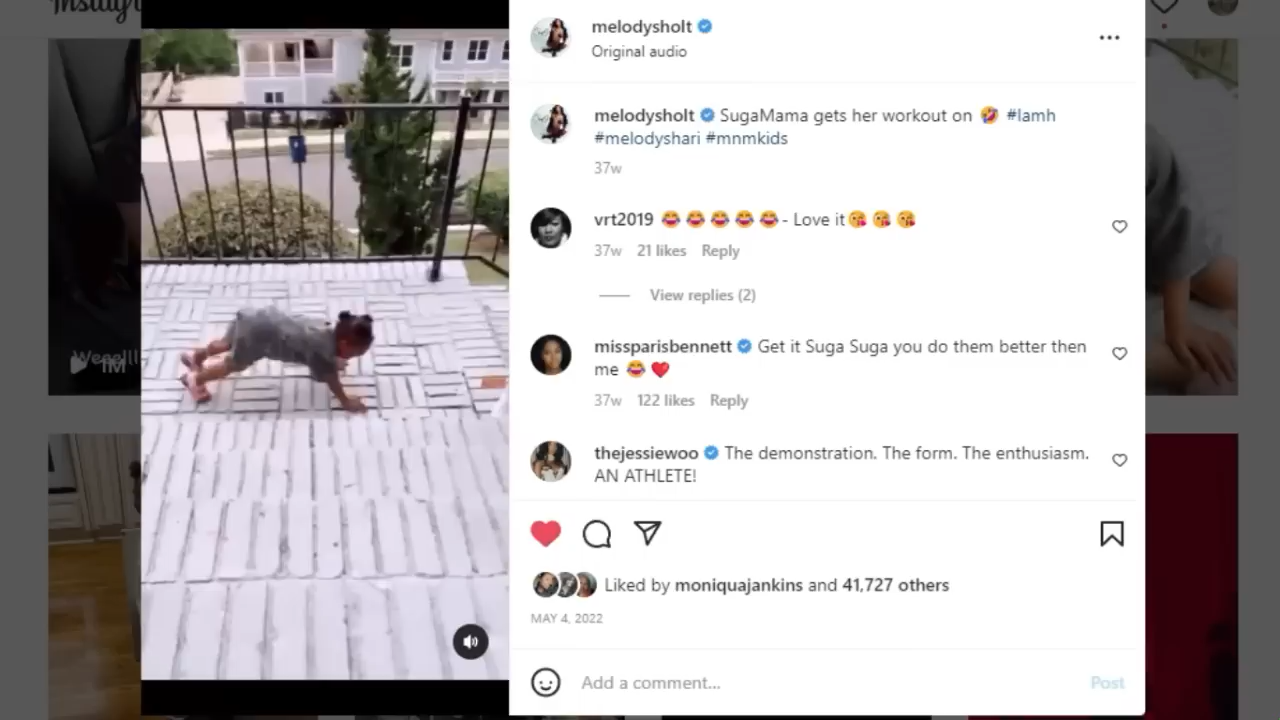 melodysholt
Original audio
melodysholt SugaMama gets her workout on 🤣 #lamh
#melodyshari #mnmkids
37w
vrt2019 😂 😂 😂 😂 😂 - Love it 😘 😘 😘
37w 21 likes Reply
View replies (2)
missparisbennett Get it Suga Suga you do them better then
me 😂 ❤️
37w 122 likes Reply
thejessiewoo The demonstration. The form. The enthusiasm.
AN ATHLETE!
Liked by moniquajankins and 41,727 others
MAY 4, 2022
Add a comment... Post
1M